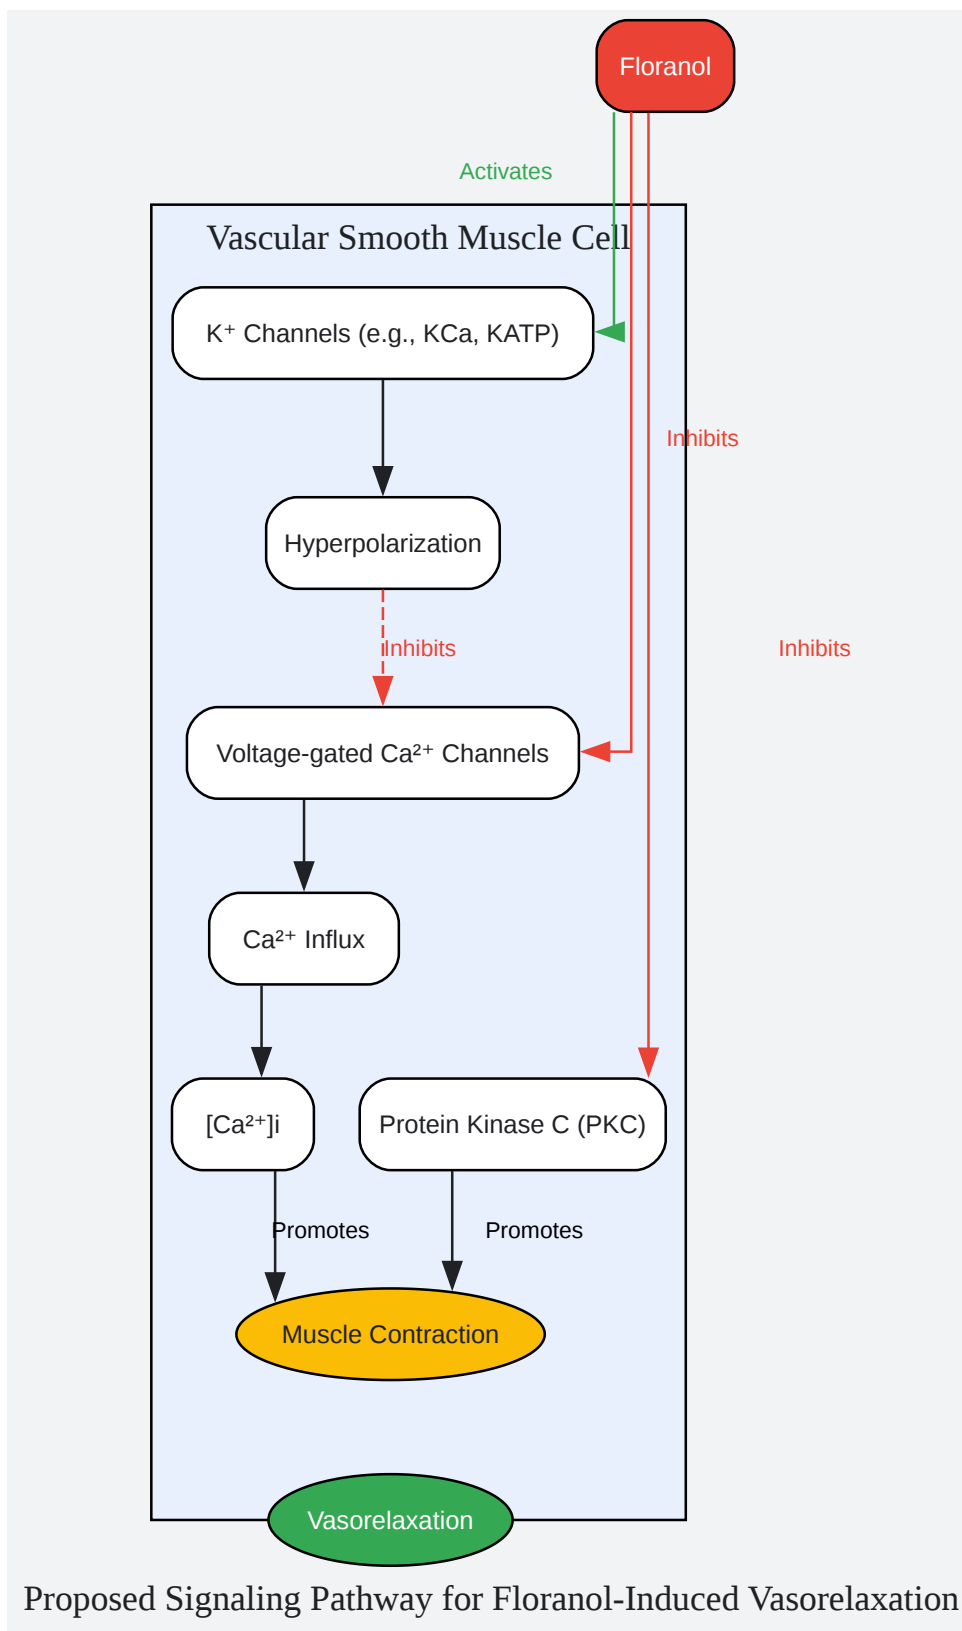 Floranol
Activates
Vascular Smooth Muscle Cell
K⁺ Channels (e.g., KCa, KATP)
Inhibits
Hyperpolarization
Inhibits
Inhibits
Voltage-gated Ca²⁺ Channels
Ca²⁺ Influx
[Ca²⁺]i
Protein Kinase C (PKC)
Promotes
Promotes
Muscle Contraction
Vasorelaxation
Proposed Signaling Pathway for Floranol-Induced Vasorelaxation